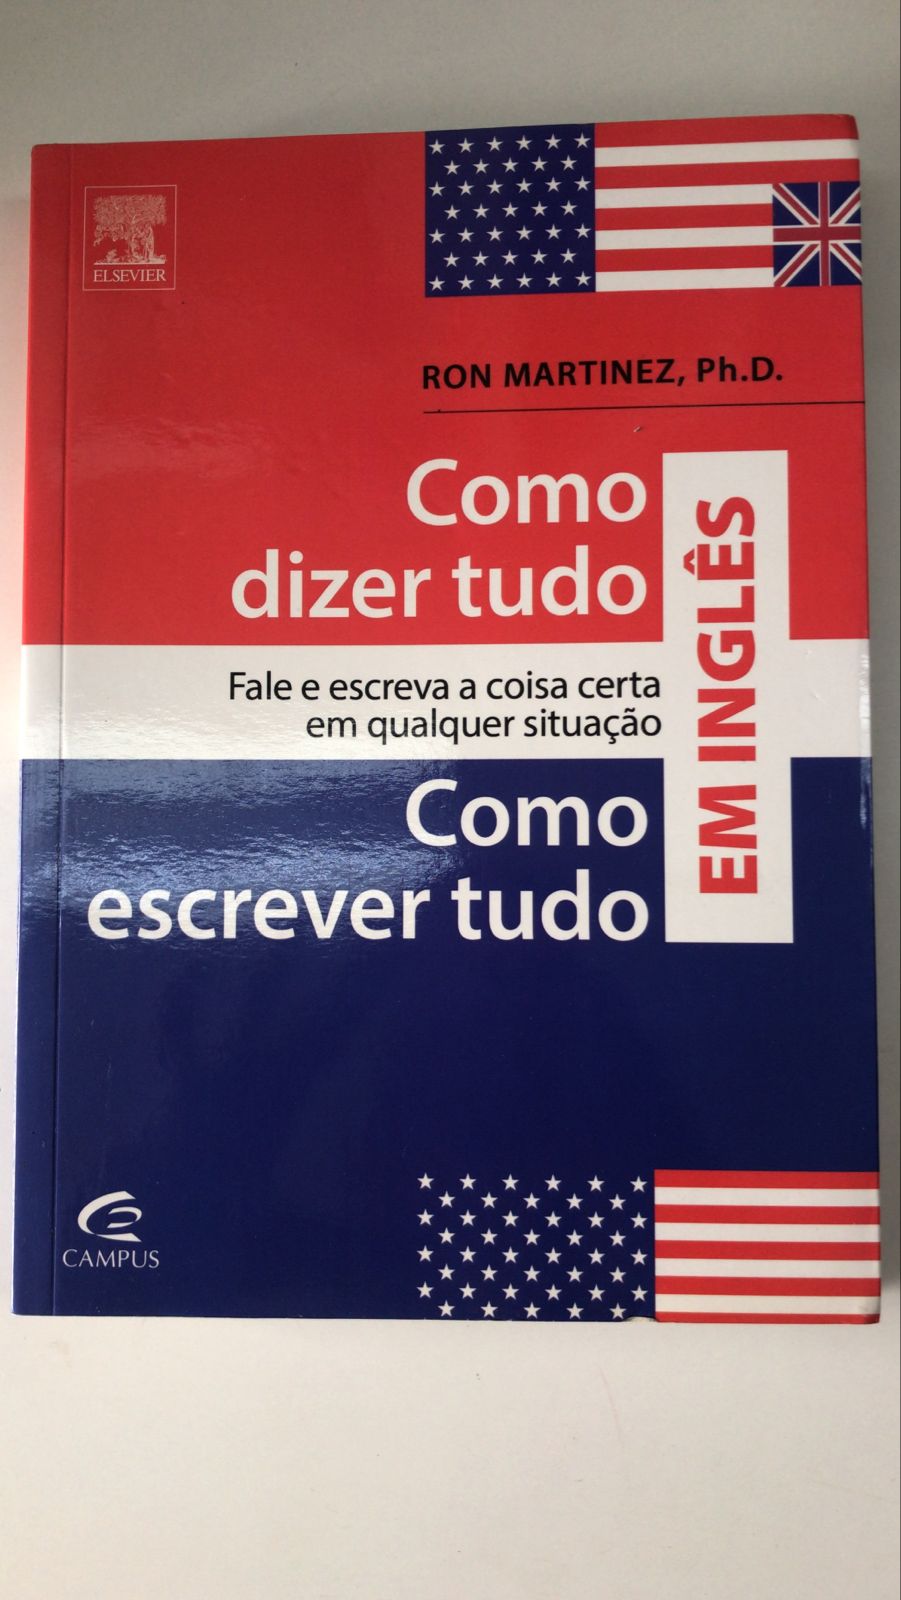 ELSEVIER
RON MARTINEZ, Ph.D.
Como
dizer tudo
EM INGLÊS
Fale e escreva a coisa certa
em qualquer situação
Como
escrever tudo
CAMPUS